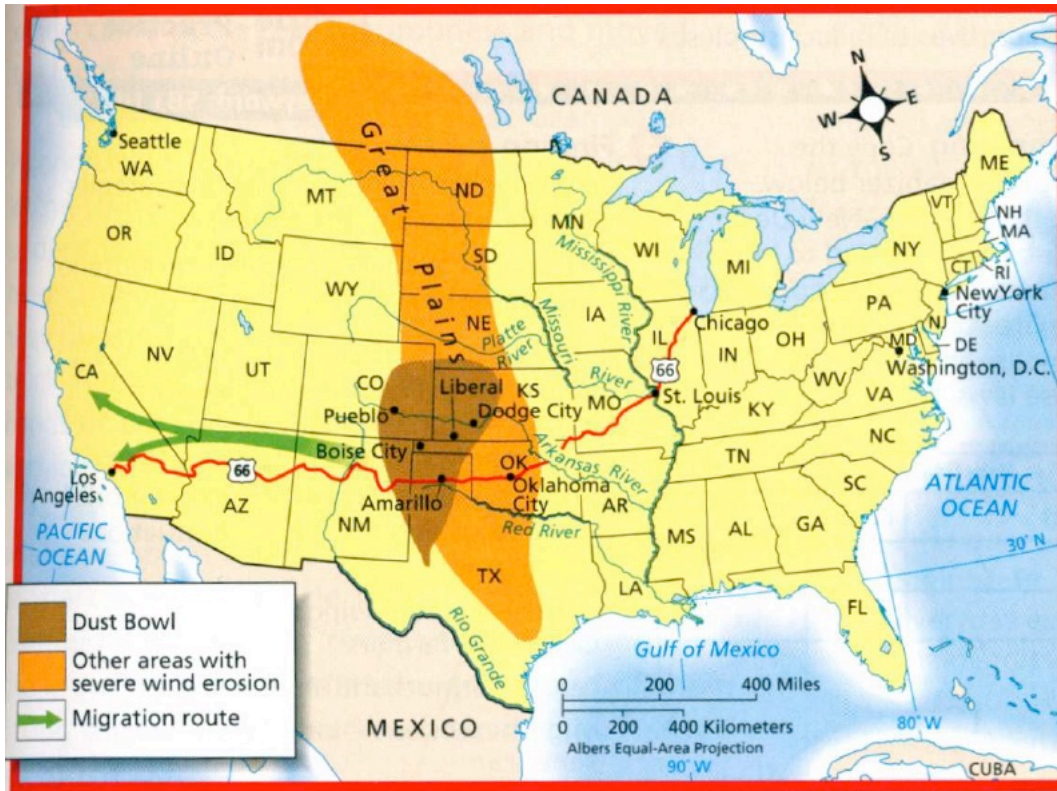 CANADA
N
E
S
W
Seattle
WA
OR
ID
MT
ND
MN
SD
WY
NE
IA
WI
MI
NV
UT
CO
KS
MO
IL
IN
OH
PA
NY
VT
ME
NH
MA
RI
CT
NJ
DE
MD
WV
VA
KY
TN
NC
SC
GA
AL
MS
AR
LA
FL
OK
TX
NM
AZ
CA
Great Plains
Mississippi River
Missouri River
Platte River
Arkansas River
Red River
Rio Grande
Chicago
New York City
Washington, D.C.
St. Louis
66
Liberal
Dodge City
Pueblo
Boise City
Amarillo
Oklahoma City
66
Los Angeles
PACIFIC OCEAN
ATLANTIC OCEAN
30°N
Gulf of Mexico
MEXICO
CUBA
80°W
90°W
Dust Bowl
Other areas with
severe wind erosion
Migration route
0 200 400 Miles
0 200 400 Kilometers
Albers Equal-Area Projection